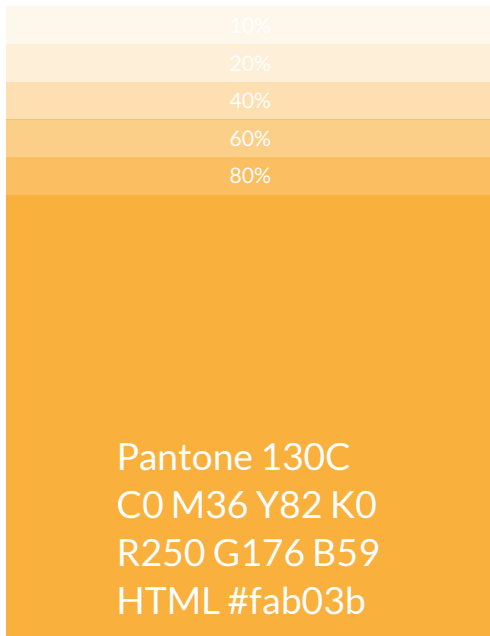 10%
20%
40%
60%
80%
Pantone 130C
C0 M36 Y82 K0
R250 G176 B59
HTML #fab03b